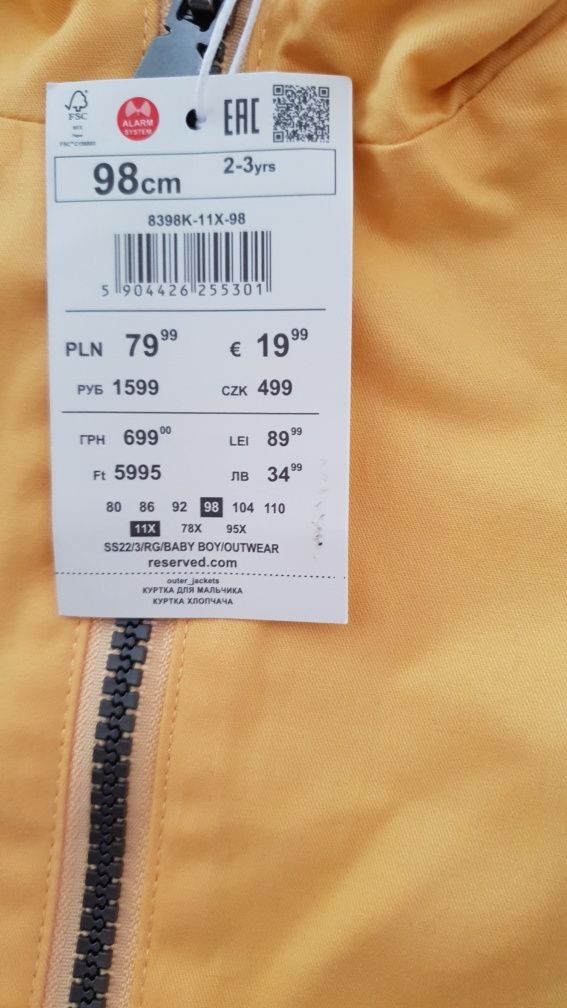 FSC
MIX
Paper
ALARM
SYSTEM
EAC
98cm 2-3yrs
8398K-11X-98
5 904426 255301
PLN 79 99 € 19 99
РУБ 1599 CZK 499
ГРН 699 00 LEI 89 99
Ft 5995 ЛВ 34 99
80 86 92 98 104 110
11X 78X 95X
SS22/3/RG/BABY BOY/OUTWEAR
reserved.com
outer_jackets
КУРТКА ДЛЯ МАЛЬЧИКА
КУРТКА ХЛОПЧАЧА